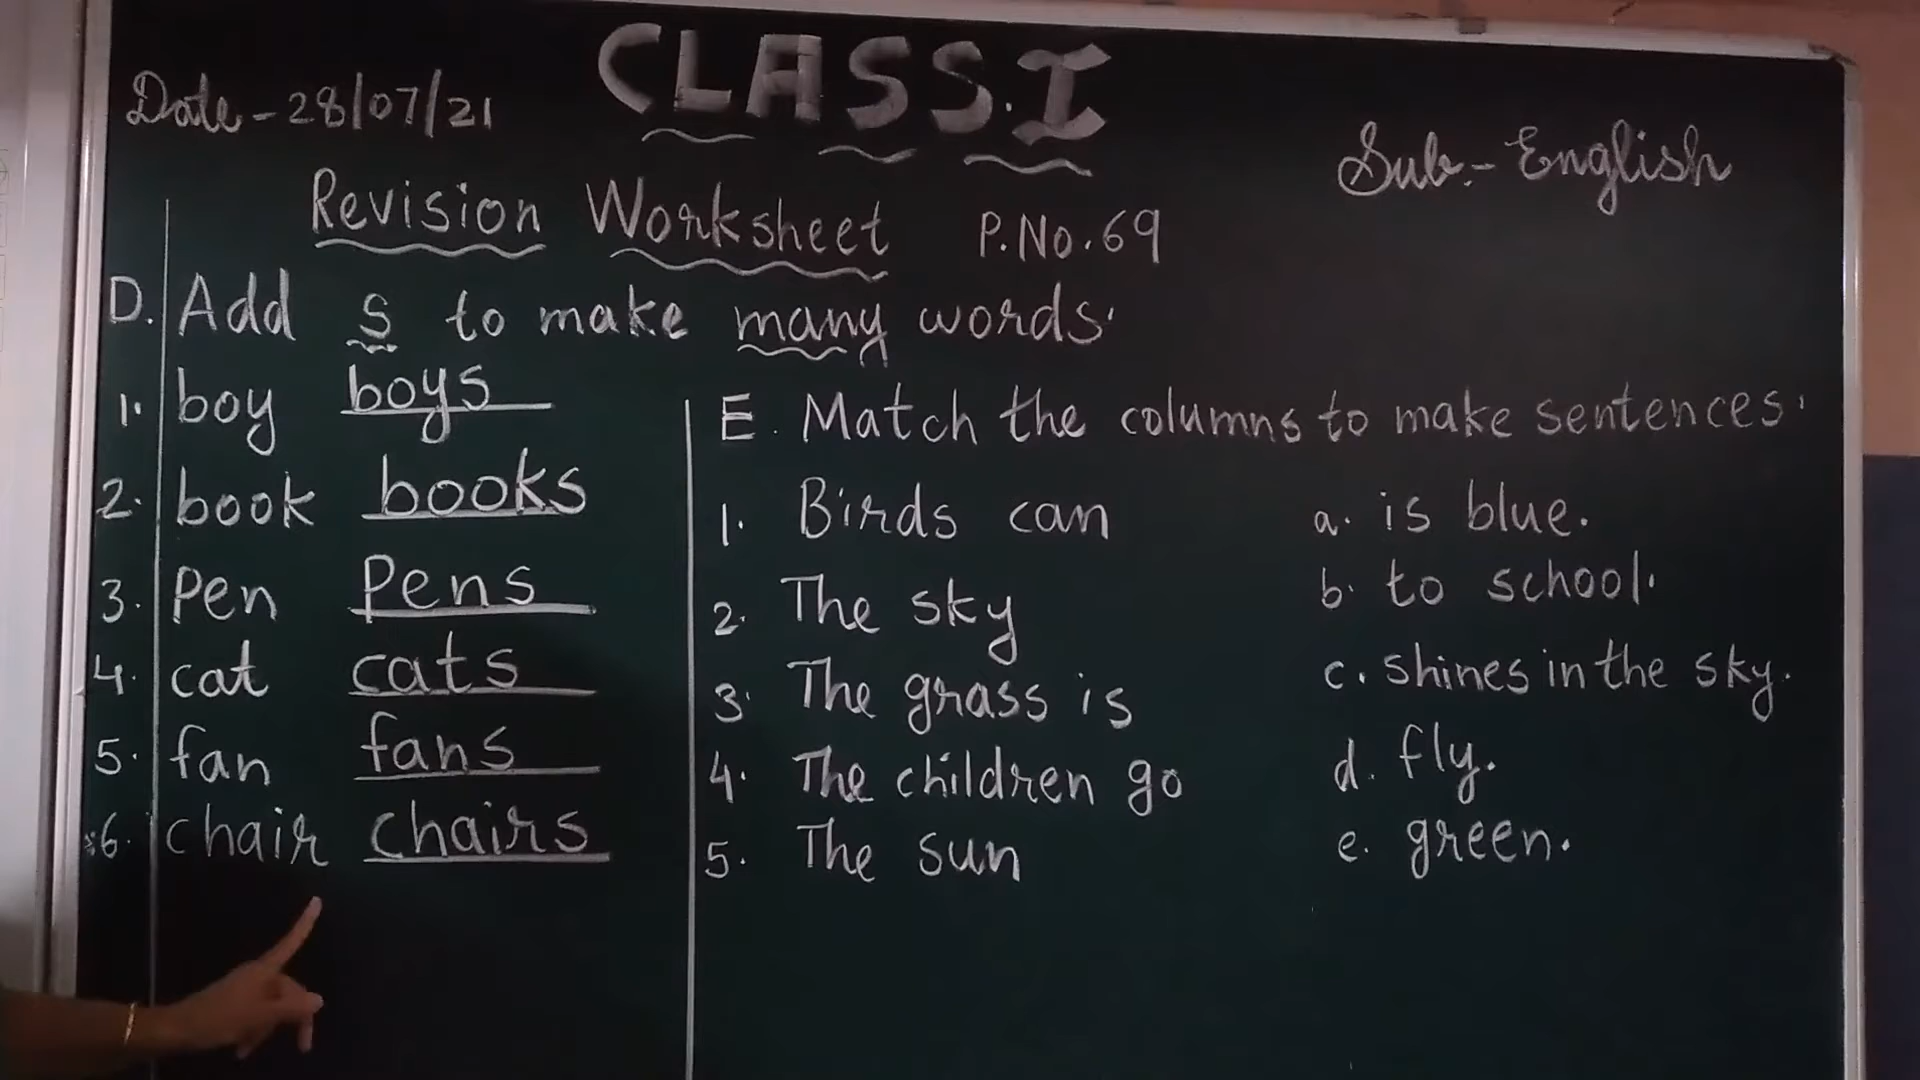 CLASS.I
Date-28/07/21
Sub.-English
Revision Worksheet P.No.69
D. Add s to make many words.
1. boy boys
2. book books
3. Pen Pens
4. cat cats
5. fan fans
6. chair chairs
E. Match the columns to make sentences.
1. Birds can a. is blue.
2. The sky b. to school.
3. The grass is c. shines in the sky.
4. The children go d. fly.
5. The sun e. green.